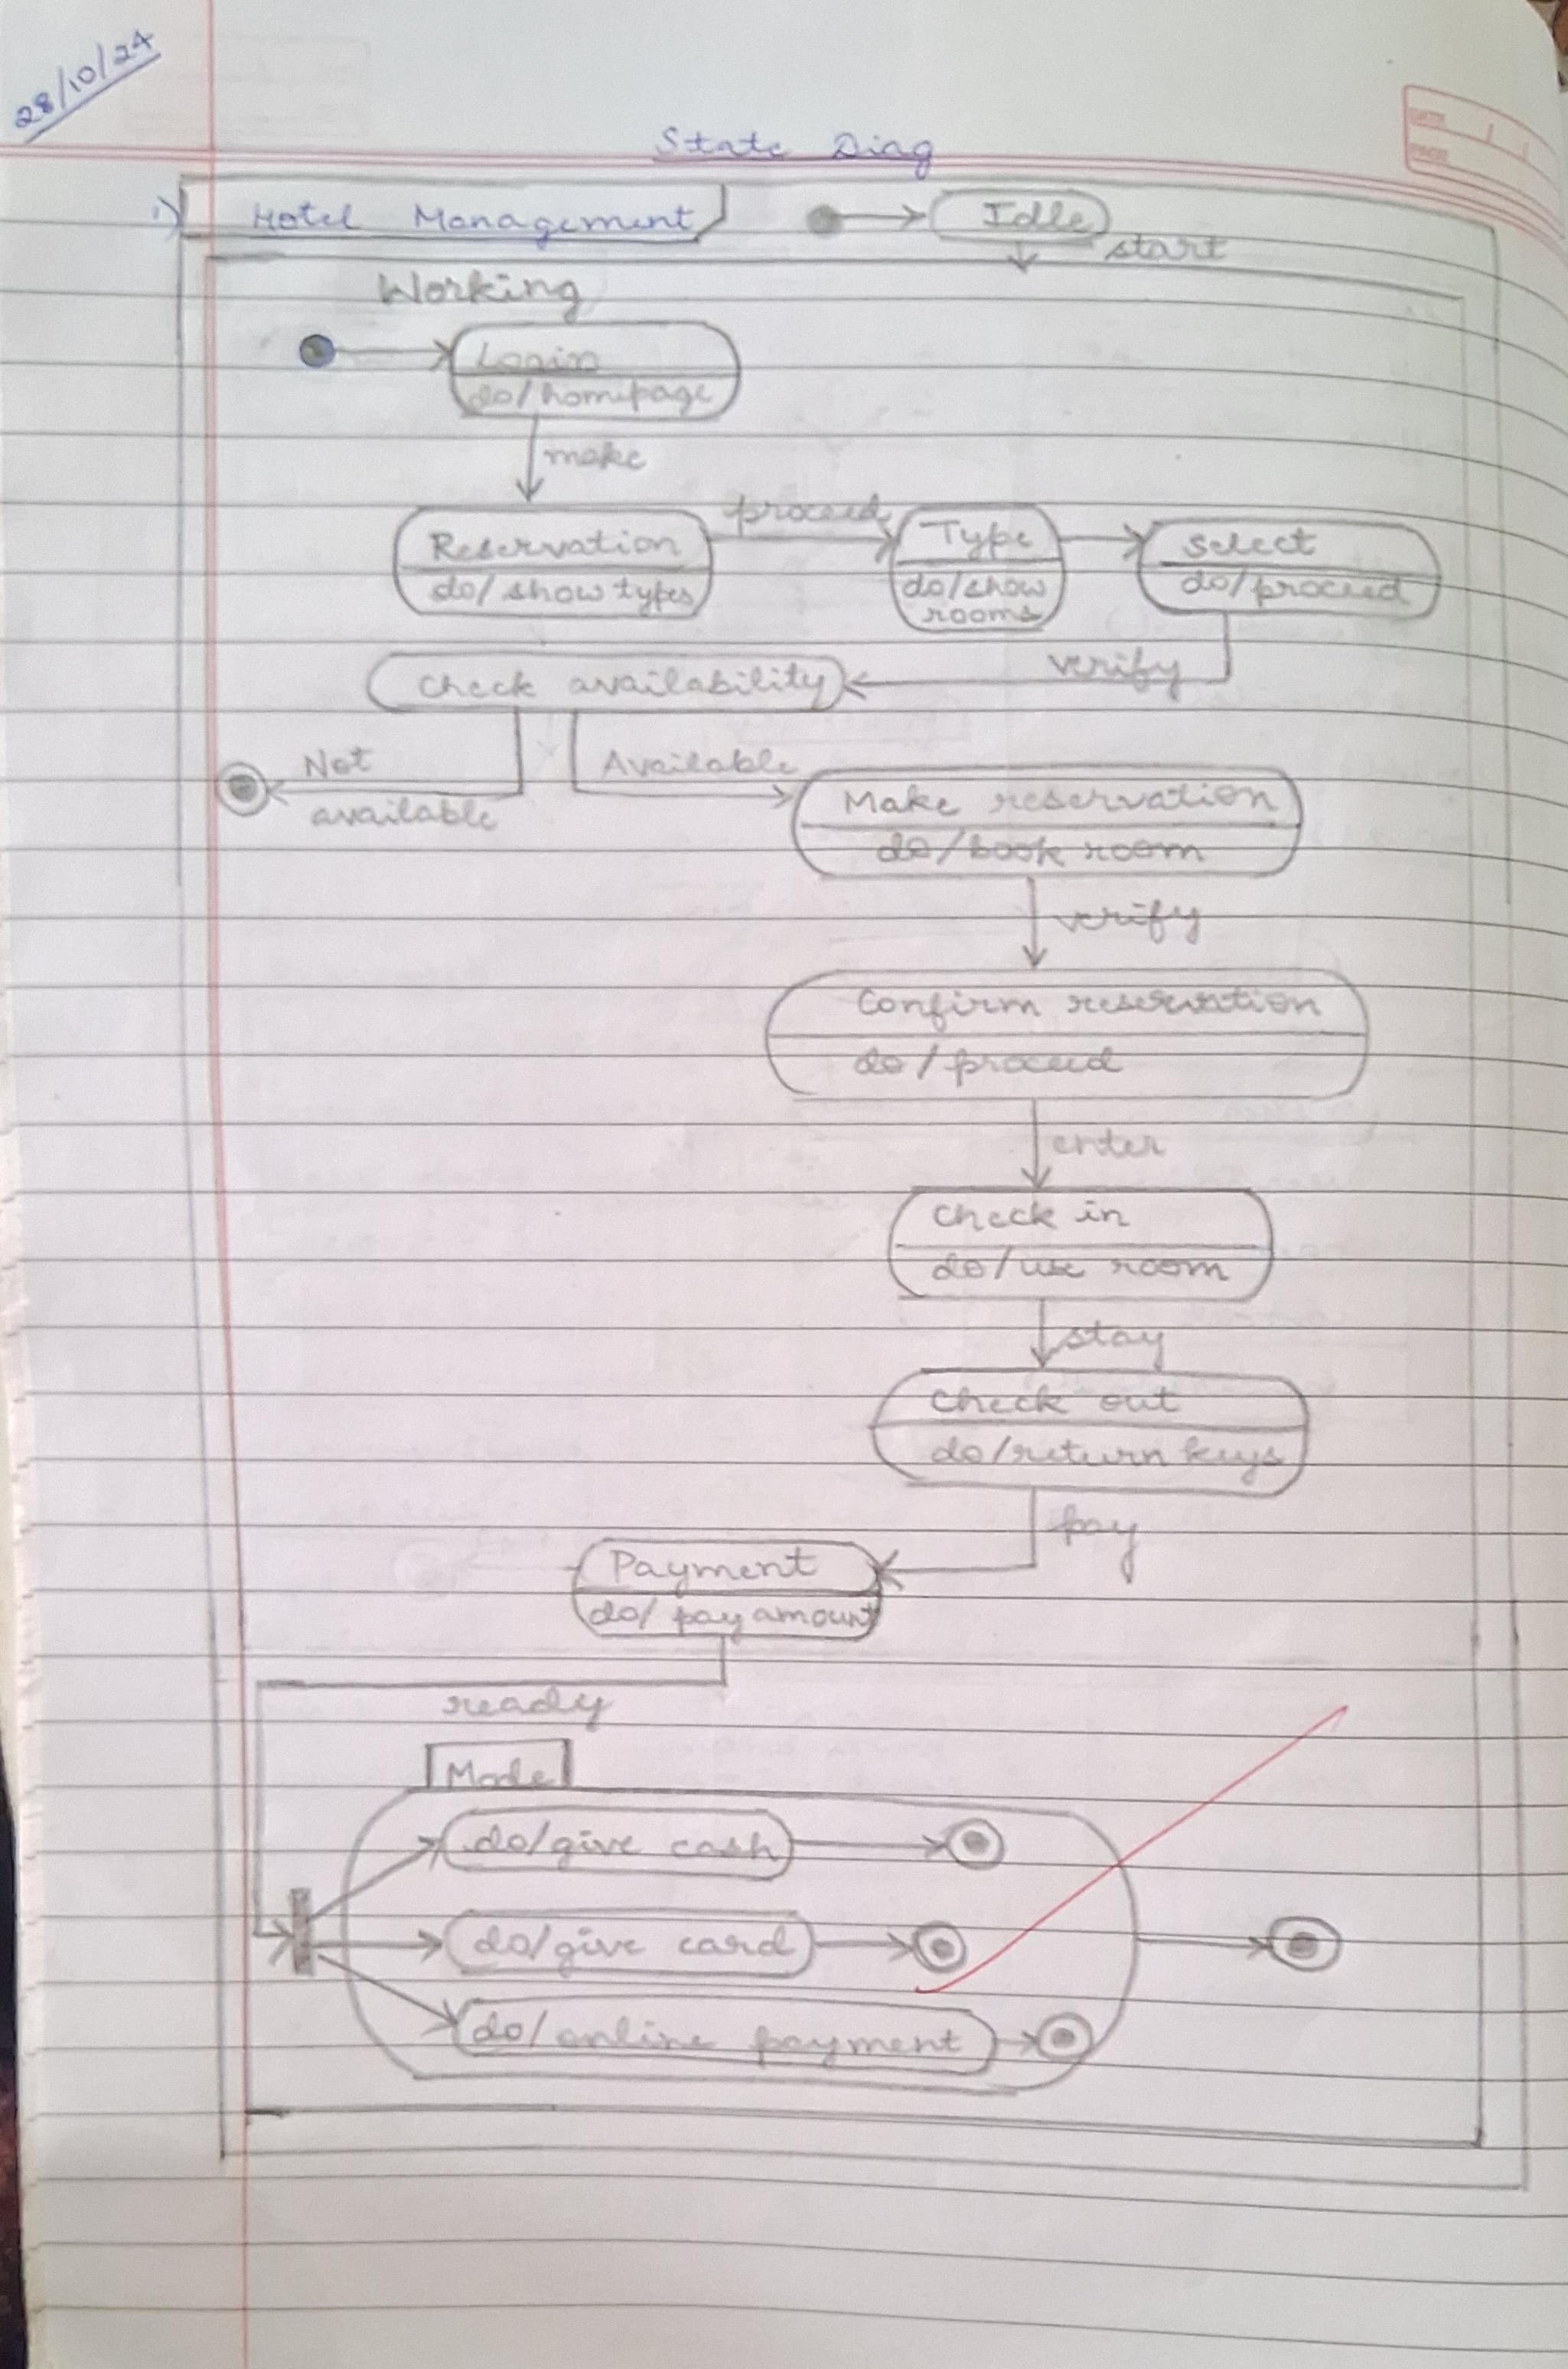 28/10/24
State Diag
1) Hotel Management
Idle
start
Working
Login
do/homepage
make
Reservation
do/show types
proceed
Type
do/show
rooms
Select
do/proceed
verify
Check availability
Not
available
Available
Make reservation
do/book room
verify
Confirm reservation
do/proceed
enter
Check in
do/use room
stay
Check out
do/return keys
pay
Payment
do/pay amount
ready
Mode
do/give cash
do/give card
do/online payment